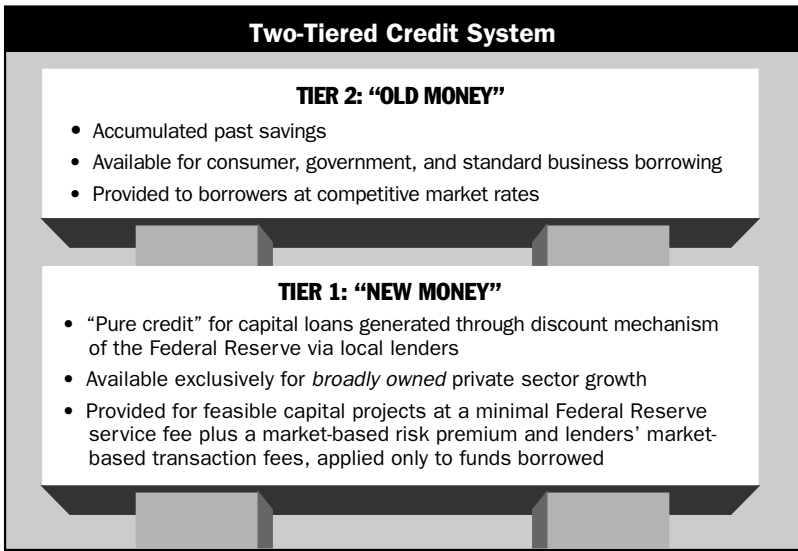 Two-Tiered Credit System
TIER 2: “OLD MONEY”
• Accumulated past savings
• Available for consumer, government, and standard business borrowing
• Provided to borrowers at competitive market rates
TIER 1: “NEW MONEY”
• “Pure credit” for capital loans generated through discount mechanism
of the Federal Reserve via local lenders
• Available exclusively for broadly owned private sector growth
• Provided for feasible capital projects at a minimal Federal Reserve
service fee plus a market-based risk premium and lenders’ market-
based transaction fees, applied only to funds borrowed